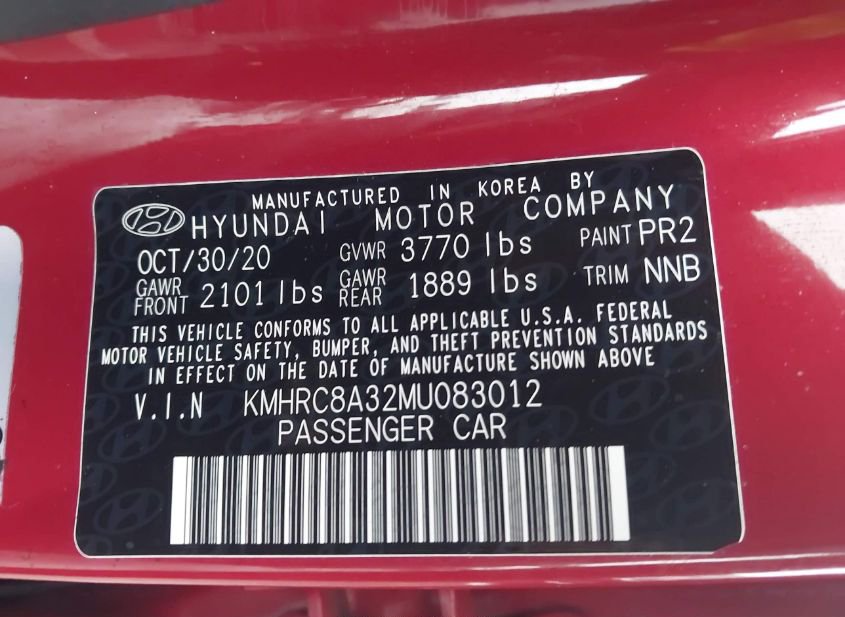 MANUFACTURED IN KOREA BY
HYUNDAI MOTOR COMPANY
OCT/30/20 GVWR 3770 lbs PAINT PR2
GAWR FRONT 2101 lbs GAWR REAR 1889 lbs TRIM NNB
THIS VEHICLE CONFORMS TO ALL APPLICABLE U.S.A. FEDERAL
MOTOR VEHICLE SAFETY, BUMPER, AND THEFT PREVENTION STANDARDS
IN EFFECT ON THE DATE OF MANUFACTURE SHOWN ABOVE
V.I.N KMHRC8A32MU083012
PASSENGER CAR